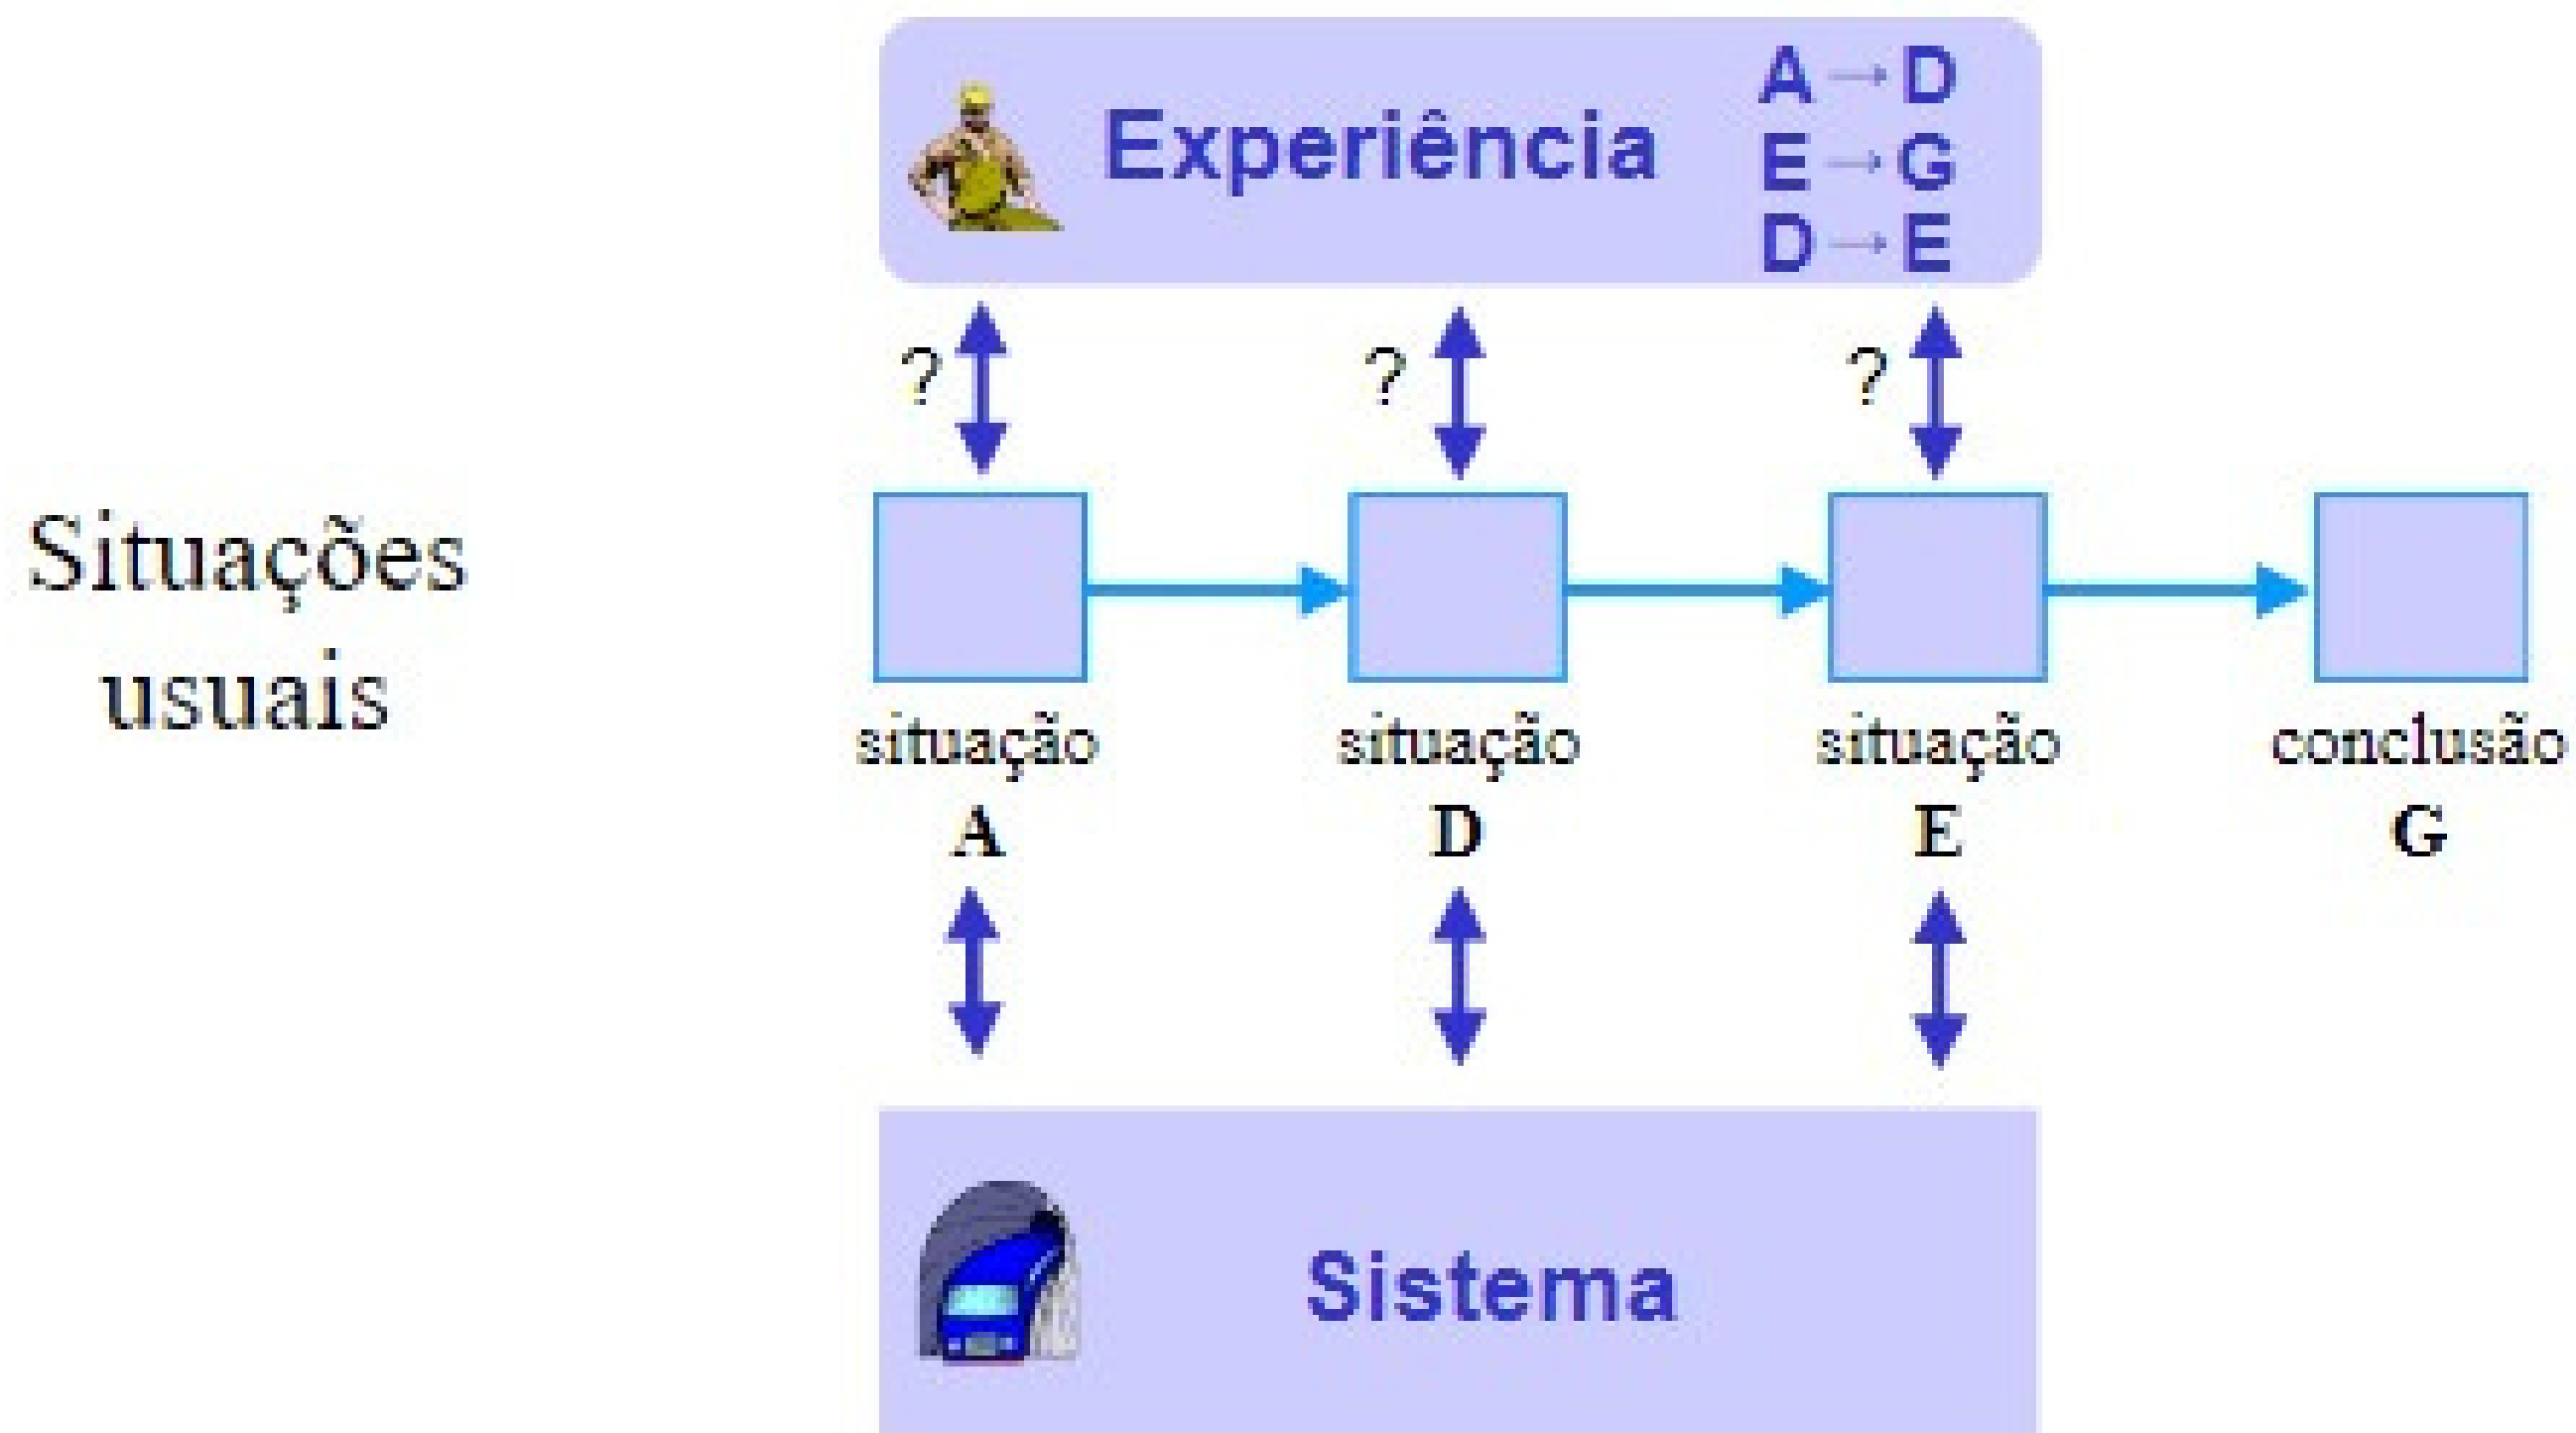 Experiência
A → D
E → G
D → E
? ? ?
Situações
usuais
situação situação situação conclusão
A D E G
Sistema